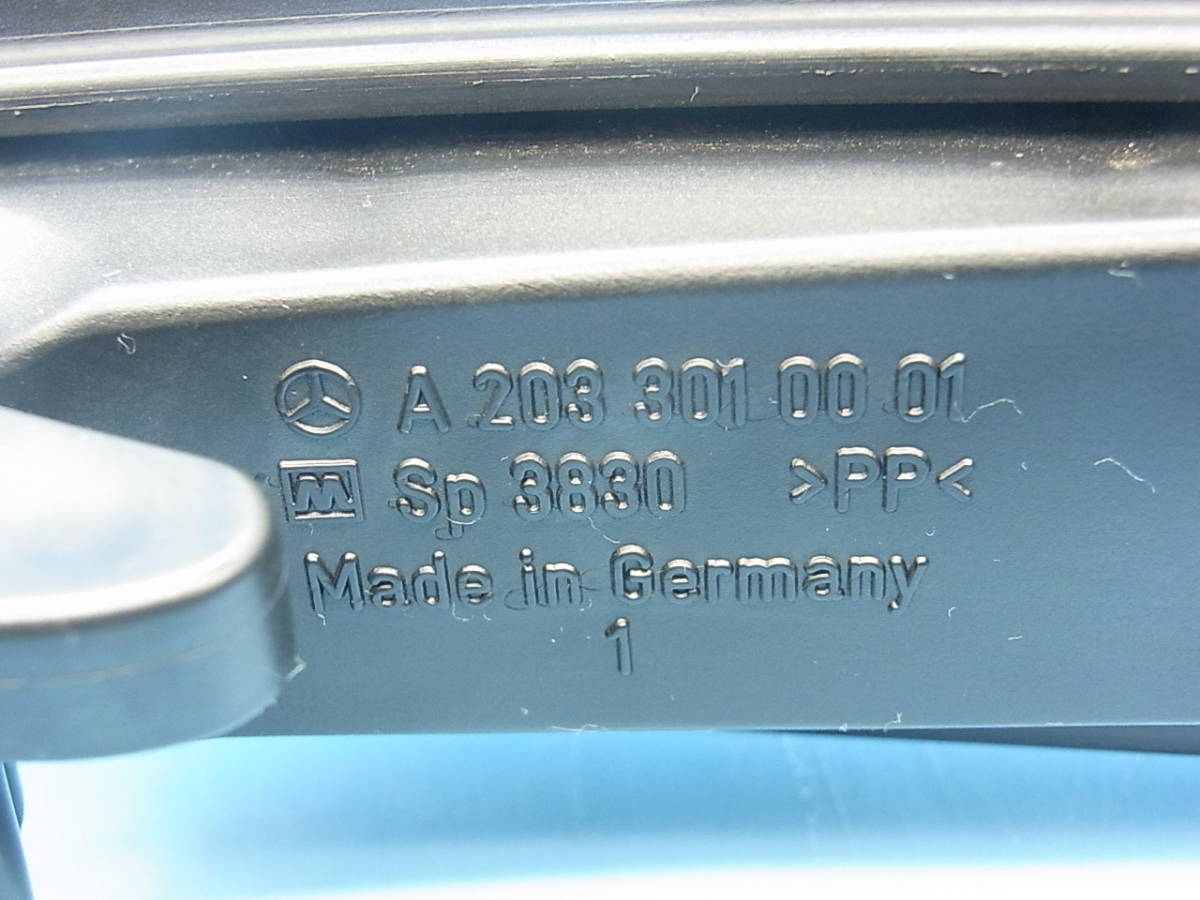 A 203 301 00 01
M Sp 3830 >PP<
Made in Germany
1